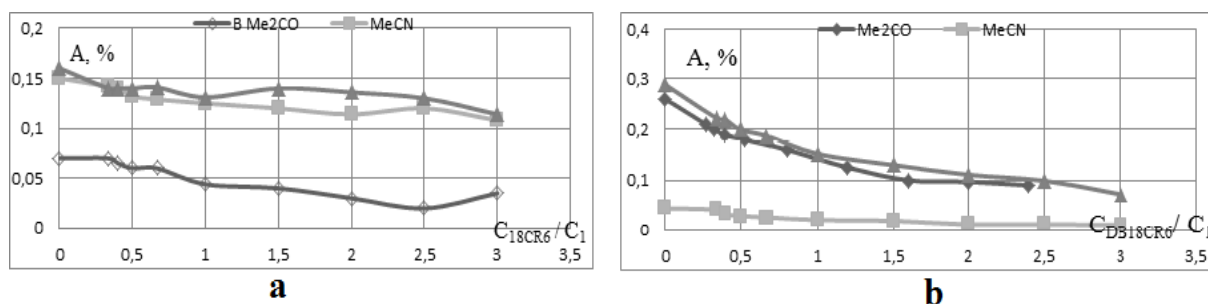 B Me2CO MeCN
A, %
0,2
0,15
0,1
0,05
0
C18CR6 / C1
0 0,5 1 1,5 2 2,5 3 3,5
a
Me2CO MeCN
A, %
0,4
0,3
0,2
0,1
0
CDB18CR6 / C1
0 0,5 1 1,5 2 2,5 3 3,5
b